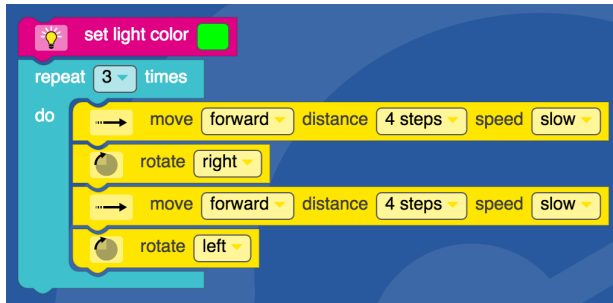 set light color
repeat 3 times
do move forward distance 4 steps speed slow
rotate right
move forward distance 4 steps speed slow
rotate left